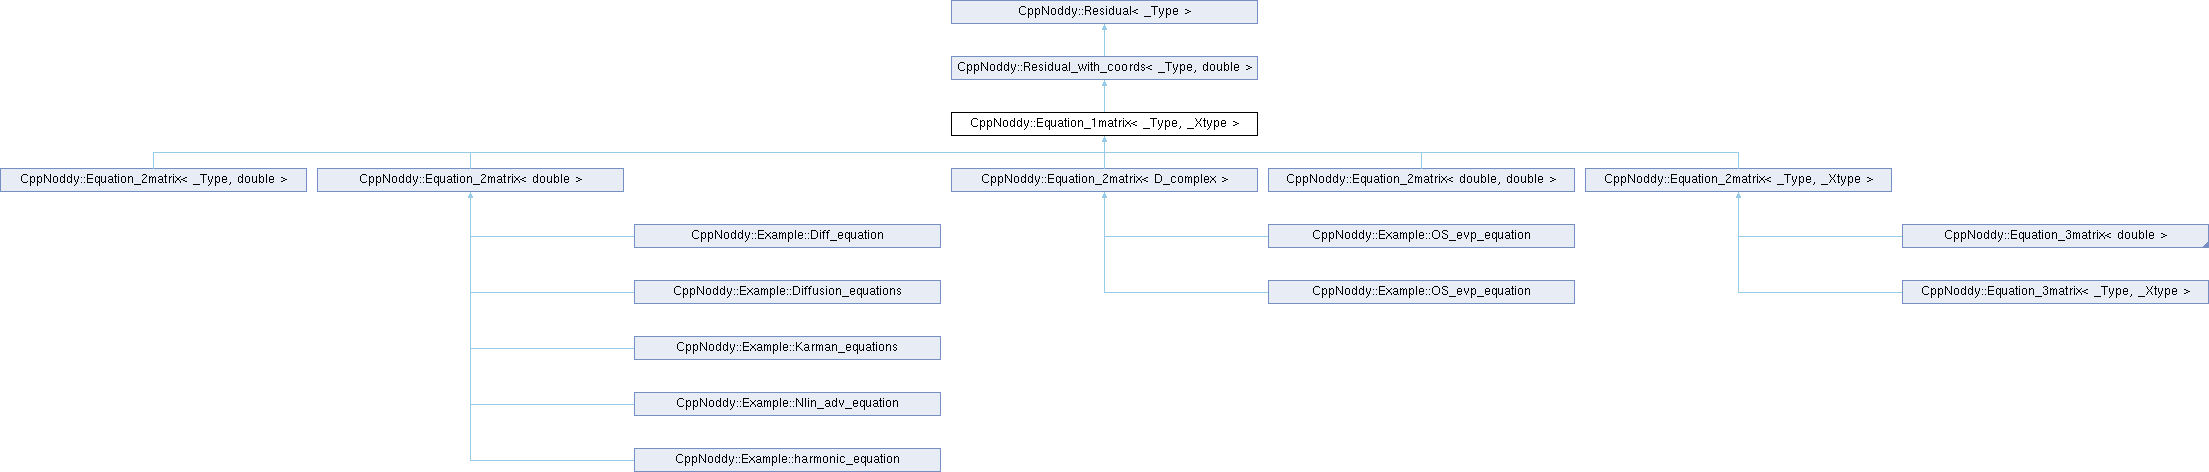 CppNoddy::Residual< _Type >
CppNoddy::Residual_with_coords< _Type, double >
CppNoddy::Equation_1matrix< _Type, _Xtype >
CppNoddy::Equation_2matrix< _Type, double >
CppNoddy::Equation_2matrix< double >
CppNoddy::Equation_2matrix< D_complex >
CppNoddy::Equation_2matrix< double, double >
CppNoddy::Equation_2matrix< _Type, _Xtype >
CppNoddy::Example::Diff_equation
CppNoddy::Example::OS_evp_equation
CppNoddy::Equation_3matrix< double >
CppNoddy::Example::Diffusion_equations
CppNoddy::Example::OS_evp_equation
CppNoddy::Equation_3matrix< _Type, _Xtype >
CppNoddy::Example::Karman_equations
CppNoddy::Example::Nlin_adv_equation
CppNoddy::Example::harmonic_equation